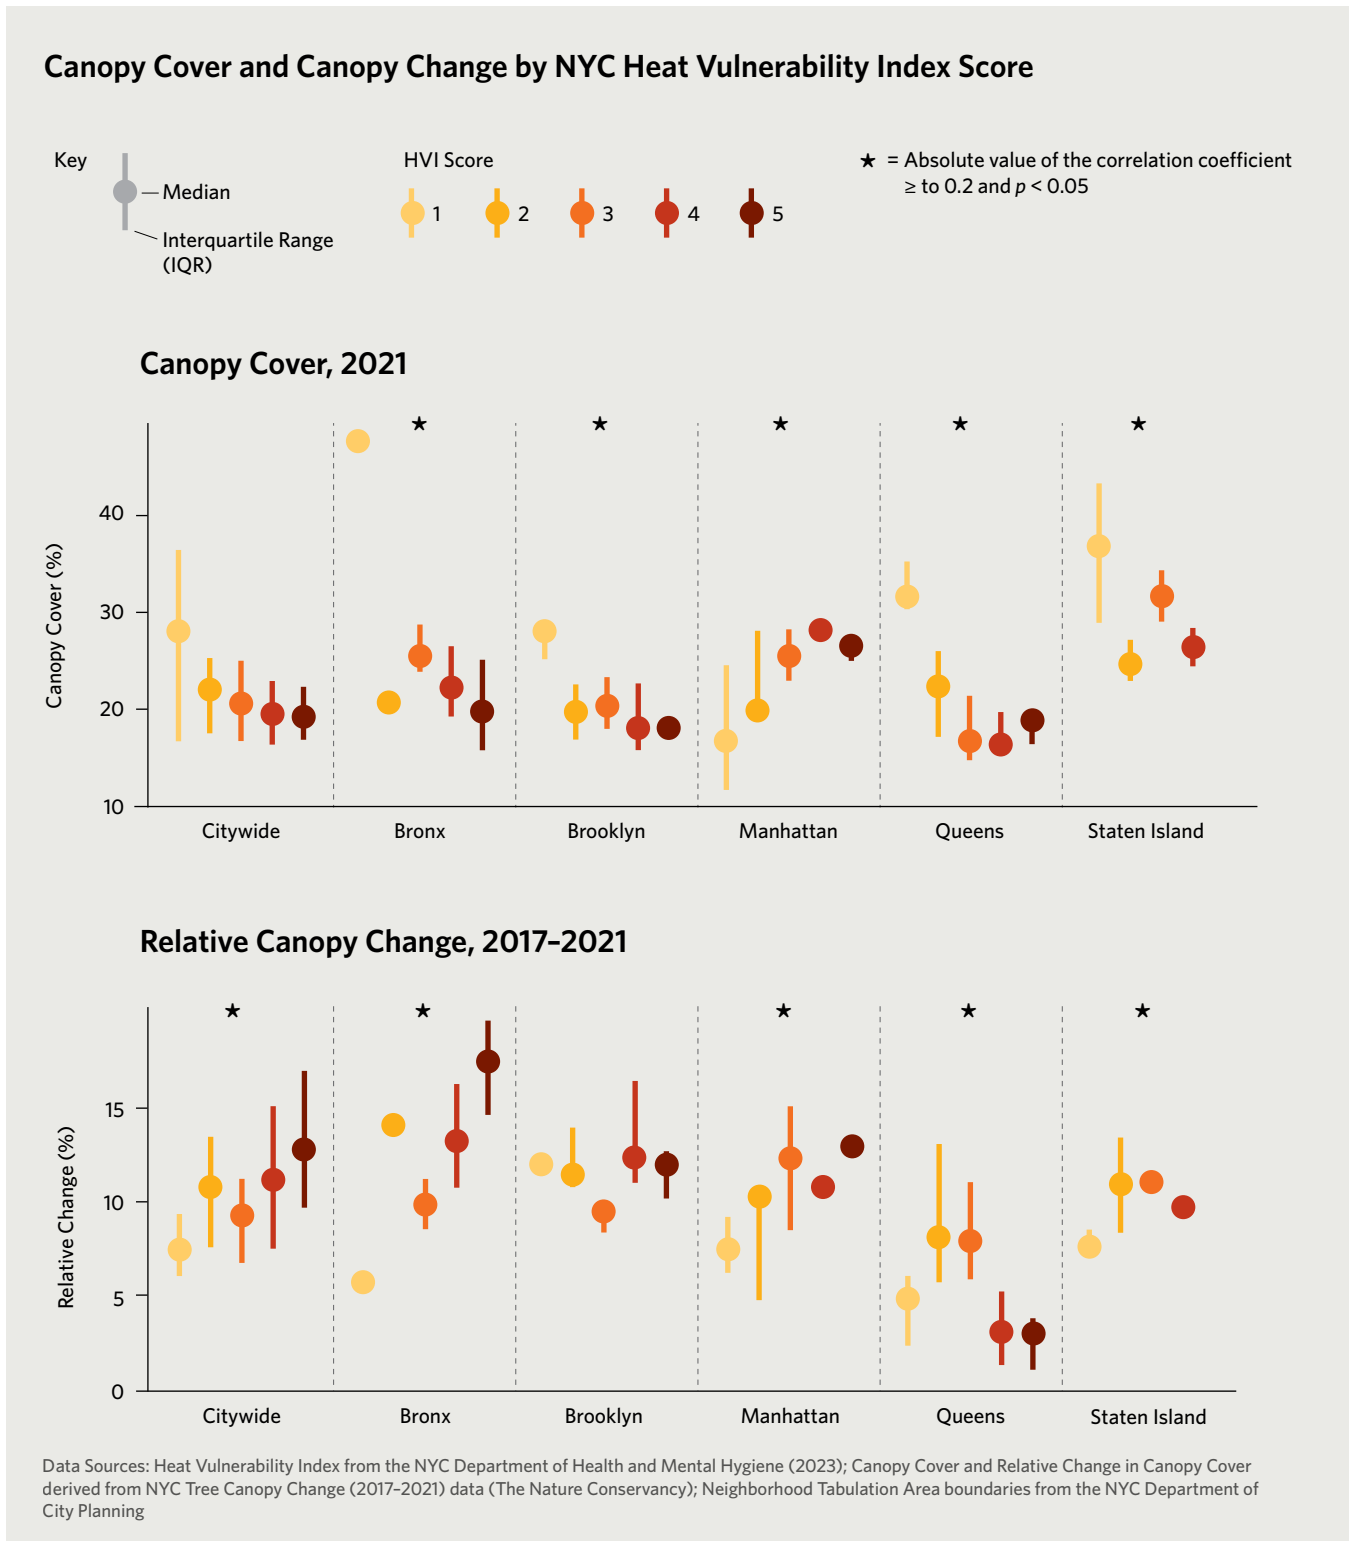 Canopy Cover and Canopy Change by NYC Heat Vulnerability Index Score
Key
Median
Interquartile Range
(IQR)
HVI Score
1 2 3 4 5
★ = Absolute value of the correlation coefficient
≥ to 0.2 and p < 0.05
Canopy Cover, 2021
★ ★ ★ ★ ★
Canopy Cover (%)
40
30
20
10
Citywide Bronx Brooklyn Manhattan Queens Staten Island
Relative Canopy Change, 2017–2021
★ ★ ★ ★ ★
Relative Change (%)
15
10
5
0
Citywide Bronx Brooklyn Manhattan Queens Staten Island
Data Sources: Heat Vulnerability Index from the NYC Department of Health and Mental Hygiene (2023); Canopy Cover and Relative Change in Canopy Cover
derived from NYC Tree Canopy Change (2017–2021) data (The Nature Conservancy); Neighborhood Tabulation Area boundaries from the NYC Department of
City Planning